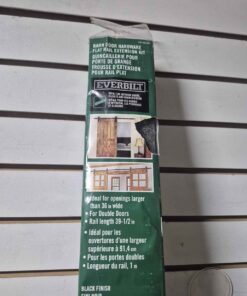 BARN DOOR HARDWARE
FLAT RAIL EXTENSION KIT
QUINCAILLERIE POUR
PORTE DE GRANGE
TROUSSE D'EXTENSION
POUR RAIL PLAT
EVERBILT
Ideal for openings larger
than 36 in wide
• For Double Doors
• Rail length 39-1/2 in
• Idéal pour les
ouvertures d'une largeur
supérieure à 91,4 cm
• Pour les portes doubles
• Longueur du rail, 1 m
BLACK FINISH